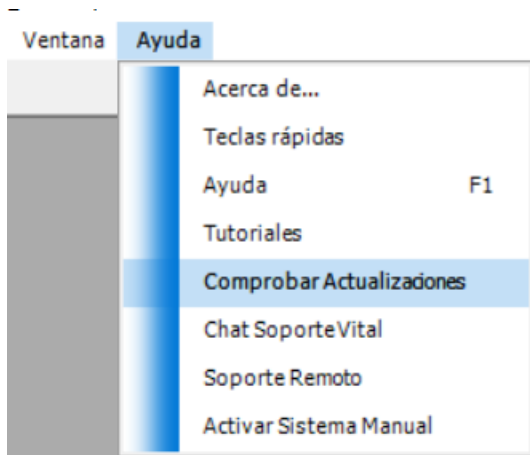 Ventana Ayuda
Acerca de...
Teclas rápidas
Ayuda F1
Tutoriales
Comprobar Actualizaciones
Chat Soporte Vital
Soporte Remoto
Activar Sistema Manual